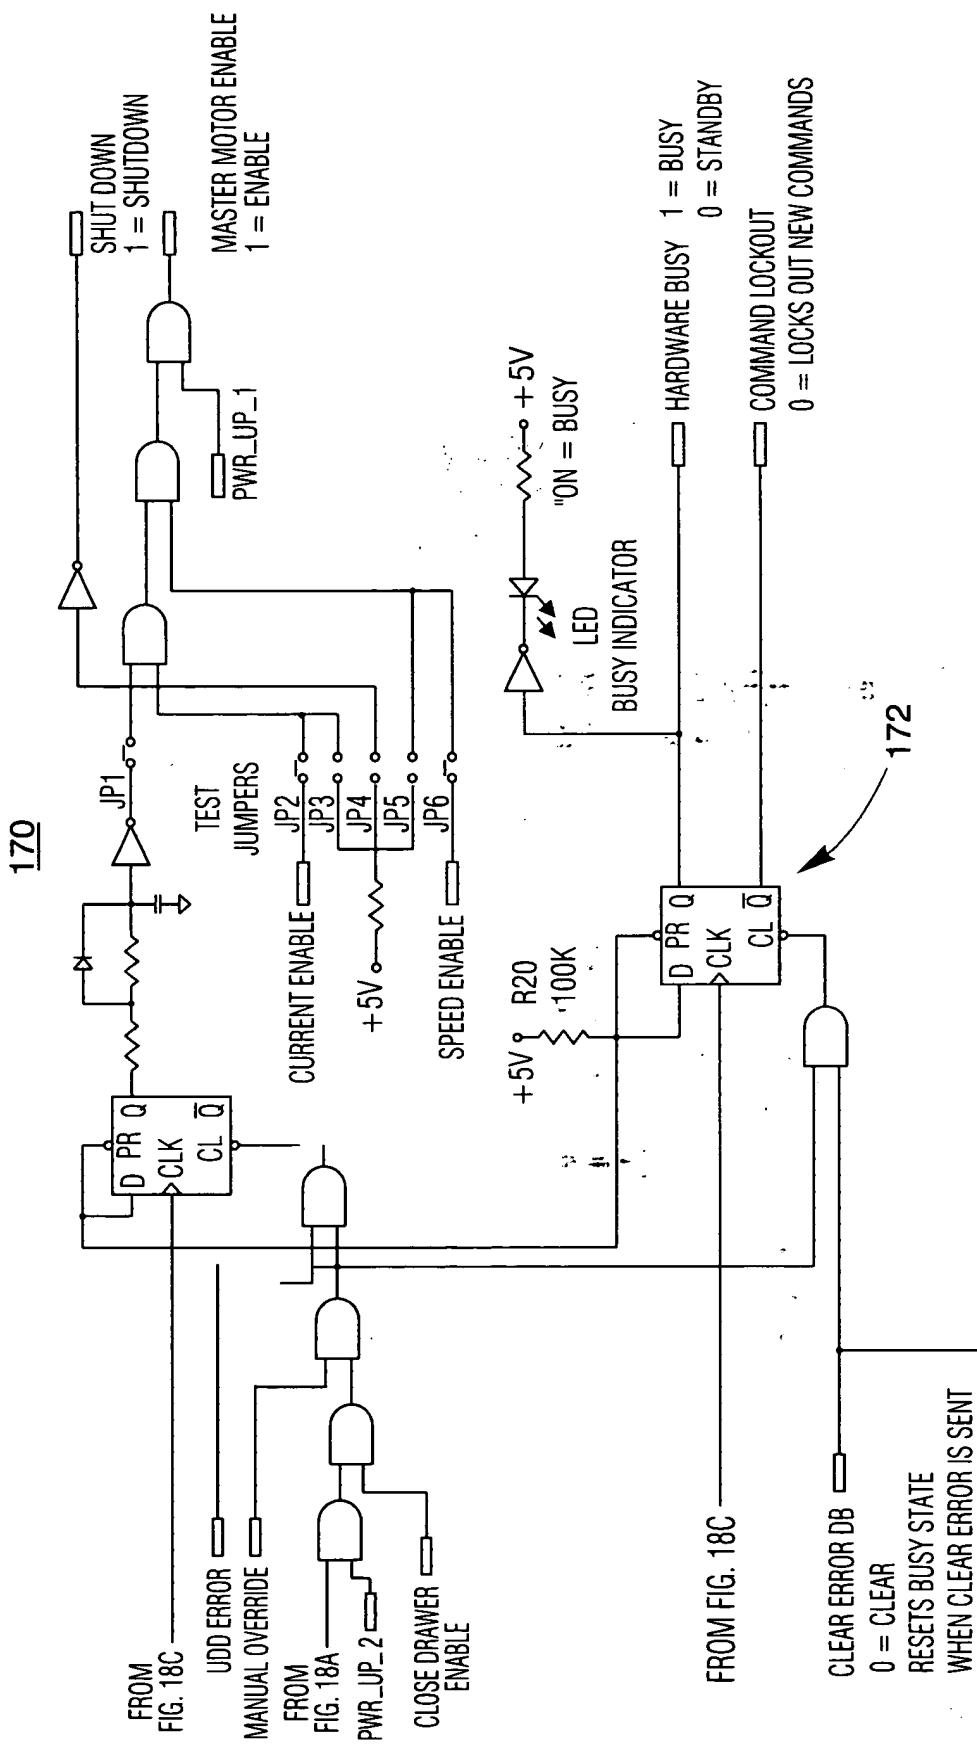 170
SHUT DOWN
1 = SHUTDOWN
MASTER MOTOR ENABLE
1 = ENABLE
PWR_UP_1
JP1
TEST
JUMPERS
JP2
JP3
JP4
JP5
JP6
CURRENT ENABLE
+5V
SPEED ENABLE
D PR Q
CLK
CL Q
FROM
FIG. 18C
UDD ERROR
MANUAL OVERRIDE
FROM
FIG. 18A
PWR_UP_2
CLOSE DRAWER
ENABLE
+5V
"ON = BUSY
LED
BUSY INDICATOR
+5V
R20
100K
HARDWARE BUSY 1 = BUSY
0 = STANDBY
COMMAND LOCKOUT
0 = LOCKS OUT NEW COMMANDS
D PR Q
CLK
CL Q
172
FROM FIG. 18C
CLEAR ERROR DB
0 = CLEAR
RESETS BUSY STATE
WHEN CLEAR ERROR IS SENT